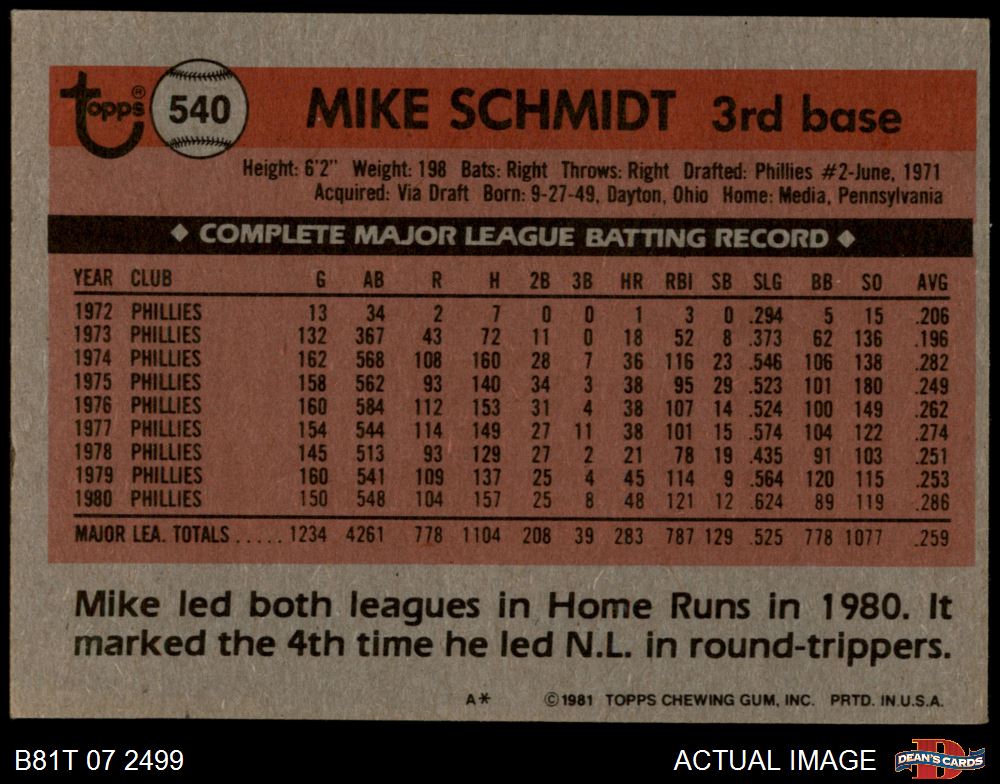 topps® 540 MIKE SCHMIDT 3rd base
Height: 6'2" Weight: 198 Bats: Right Throws: Right Drafted: Phillies #2-June, 1971
Acquired: Via Draft Born: 9-27-49, Dayton, Ohio Home: Media, Pennsylvania
◆ COMPLETE MAJOR LEAGUE BATTING RECORD ◆
YEAR CLUB G AB R H 2B 3B HR RBI SB SLG BB SO AVG
1972 PHILLIES 13 34 2 7 0 0 1 3 0 .294 5 15 .206
1973 PHILLIES 132 367 43 72 11 0 18 52 8 .373 62 136 .196
1974 PHILLIES 162 568 108 160 28 7 36 116 23 .546 106 138 .282
1975 PHILLIES 158 562 93 140 34 3 38 95 29 .523 101 180 .249
1976 PHILLIES 160 584 112 153 31 4 38 107 14 .524 100 149 .262
1977 PHILLIES 154 544 114 149 27 11 38 101 15 .574 104 122 .274
1978 PHILLIES 145 513 93 129 27 2 21 78 19 .435 91 103 .251
1979 PHILLIES 160 541 109 137 25 4 45 114 9 .564 120 115 .253
1980 PHILLIES 150 548 104 157 25 8 48 121 12 .624 89 119 .286
MAJOR LEA. TOTALS ..... 1234 4261 778 1104 208 39 283 787 129 .525 778 1077 .259
Mike led both leagues in Home Runs in 1980. It
marked the 4th time he led N.L. in round-trippers.
A* ©1981 TOPPS CHEWING GUM, INC. PRTD. IN U.S.A.
B81T 07 2499 ACTUAL IMAGE DEAN'S CARDS